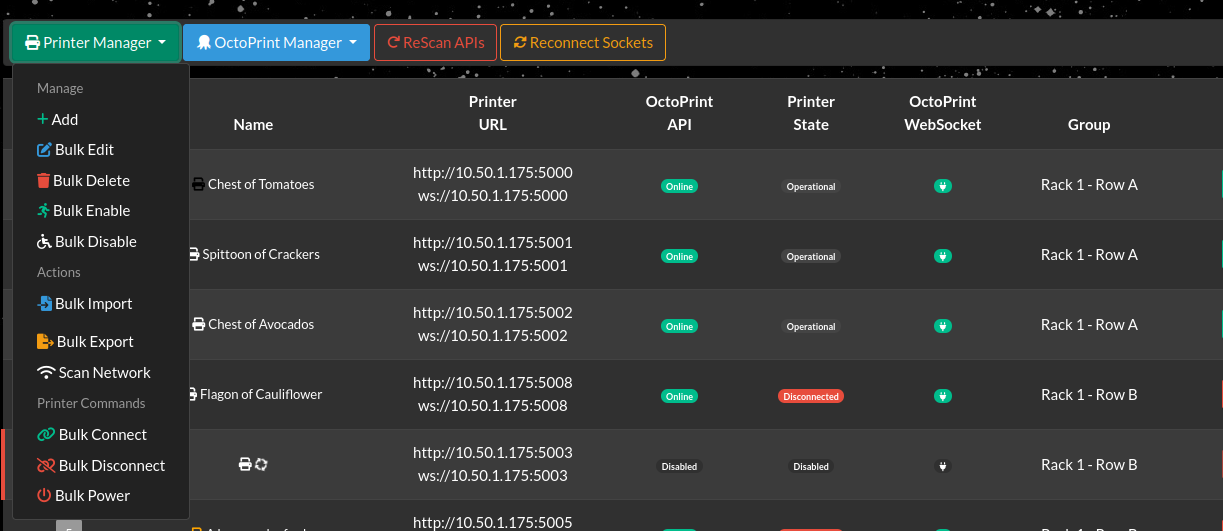 Printer Manager
OctoPrint Manager
ReScan APIs
Reconnect Sockets
Manage
Add
Bulk Edit
Bulk Delete
Bulk Enable
Bulk Disable
Actions
Bulk Import
Bulk Export
Scan Network
Printer Commands
Bulk Connect
Bulk Disconnect
Bulk Power
Name
Printer
URL
OctoPrint
API
Printer
State
OctoPrint
WebSocket
Group
Chest of Tomatoes
http://10.50.1.175:5000
ws://10.50.1.175:5000
Online
Operational
Rack 1 - Row A
Spittoon of Crackers
http://10.50.1.175:5001
ws://10.50.1.175:5001
Online
Operational
Rack 1 - Row A
Chest of Avocados
http://10.50.1.175:5002
ws://10.50.1.175:5002
Online
Operational
Rack 1 - Row A
Flagon of Cauliflower
http://10.50.1.175:5008
ws://10.50.1.175:5008
Online
Disconnected
Rack 1 - Row B
http://10.50.1.175:5003
ws://10.50.1.175:5003
Disabled
Disabled
Rack 1 - Row B
http://10.50.1.175:5005